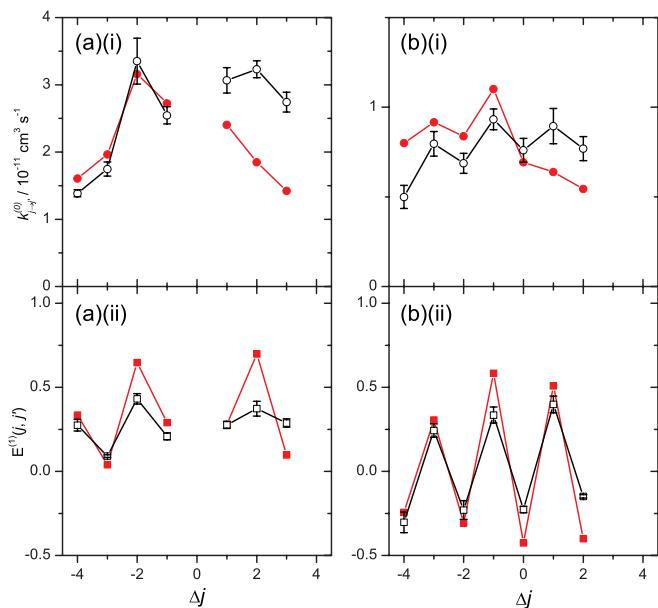 (a)(i)
(b)(i)
4
3
2
1
0
1
0
k^{(0)}_{j→j'} / 10^{-11} cm^3 s^{-1}
(a)(ii)
(b)(ii)
1.0
0.5
0.0
-0.5
1.0
0.5
0.0
-0.5
E^{(1)}(j, j')
-4 -2 0 2 4
-4 -2 0 2 4
Δj
Δj